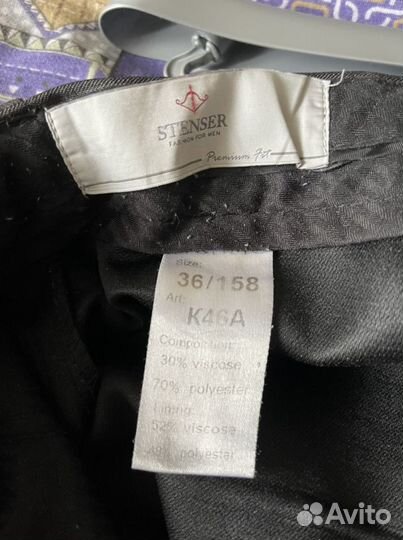 STENSER
FASHION FOR MEN
Premium Fit
Size:
36/158
Art:
K46A
Composition:
30% viscose
70% polyester
Lining:
52% viscose
48% polyester
Avito